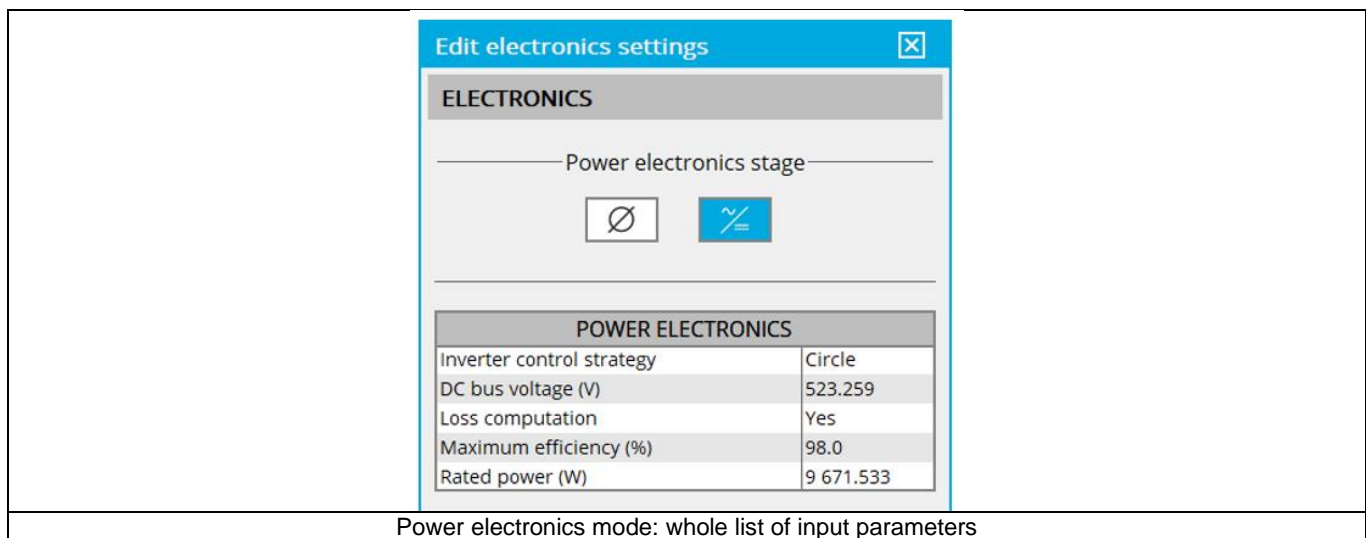 Edit electronics settings
ELECTRONICS
Power electronics stage
POWER ELECTRONICS
Inverter control strategy Circle
DC bus voltage (V) 523.259
Loss computation Yes
Maximum efficiency (%) 98.0
Rated power (W) 9 671.533
Power electronics mode: whole list of input parameters